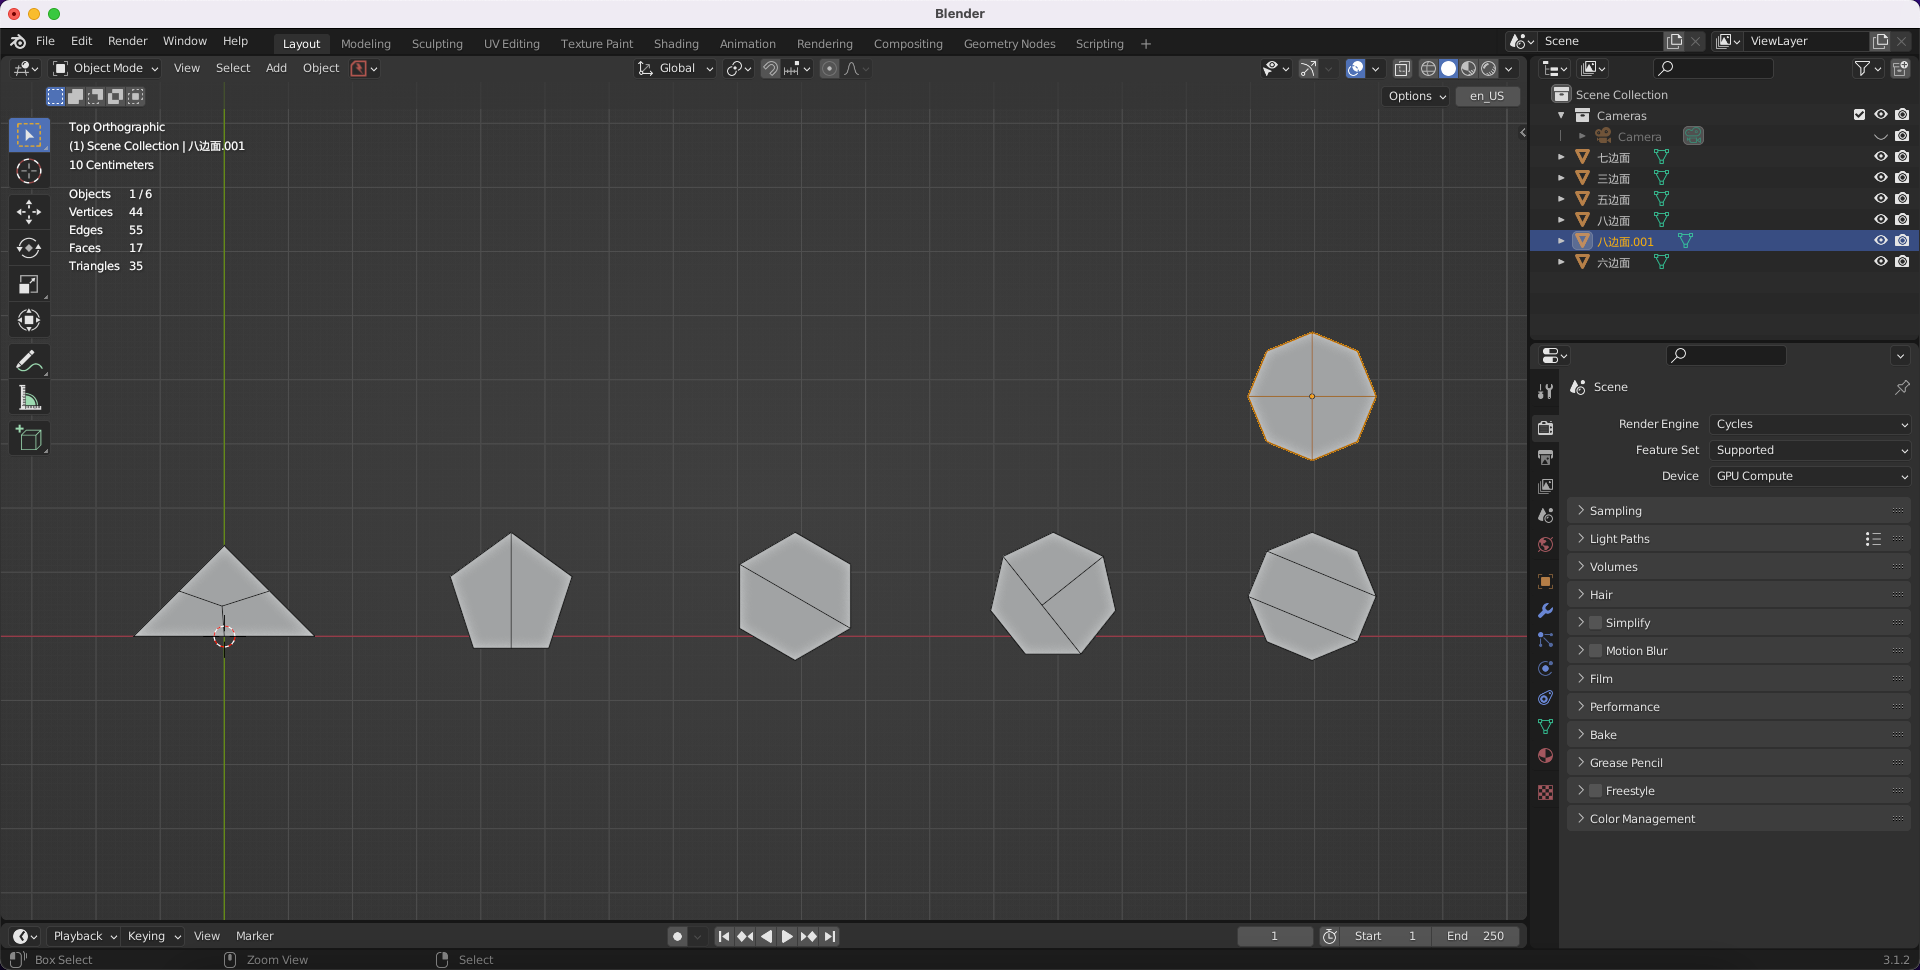 Blender
File Edit Render Window Help Layout Modeling Sculpting UV Editing Texture Paint Shading Animation Rendering Compositing Geometry Nodes Scripting + Scene ViewLayer
Object Mode View Select Add Object Global
Options en_US
Top Orthographic
(1) Scene Collection | 八边面.001
10 Centimeters
Objects 1 / 6
Vertices 44
Edges 55
Faces 17
Triangles 35
Scene Collection
Cameras
Camera
七边面
三边面
五边面
八边面
八边面.001
六边面
Scene
Render Engine Cycles
Feature Set Supported
Device GPU Compute
Sampling
Light Paths
Volumes
Hair
Simplify
Motion Blur
Film
Performance
Bake
Grease Pencil
Freestyle
Color Management
Playback Keying View Marker 1 Start 1 End 250
Box Select Zoom View Select 3.1.2